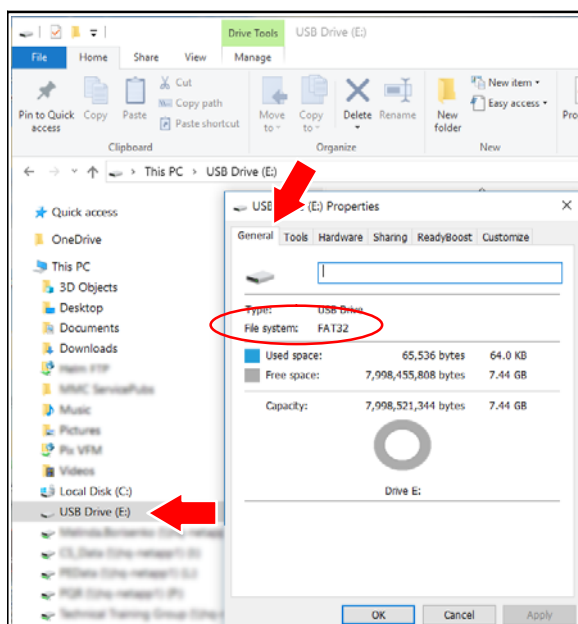 Drive Tools USB Drive (E:)
File Home Share View Manage
Pin to Quick access
Copy
Paste
Cut
Copy path
Paste shortcut
Clipboard
Move to
Copy to
Delete
Rename
Organize
New folder
New item
Easy access
New
Pro
This PC > USB Drive (E:)
Quick access
OneDrive
This PC
3D Objects
Desktop
Documents
Downloads
Music
Pictures
Pix VFM
Videos
Local Disk (C:)
USB Drive (E:)
(E:) Properties
General Tools Hardware Sharing ReadyBoost Customize
Type: USB Drive
File system: FAT32
Used space: 65,536 bytes 64.0 KB
Free space: 7,998,455,808 bytes 7.44 GB
Capacity: 7,998,521,344 bytes 7.44 GB
Drive E:
OK Cancel Apply